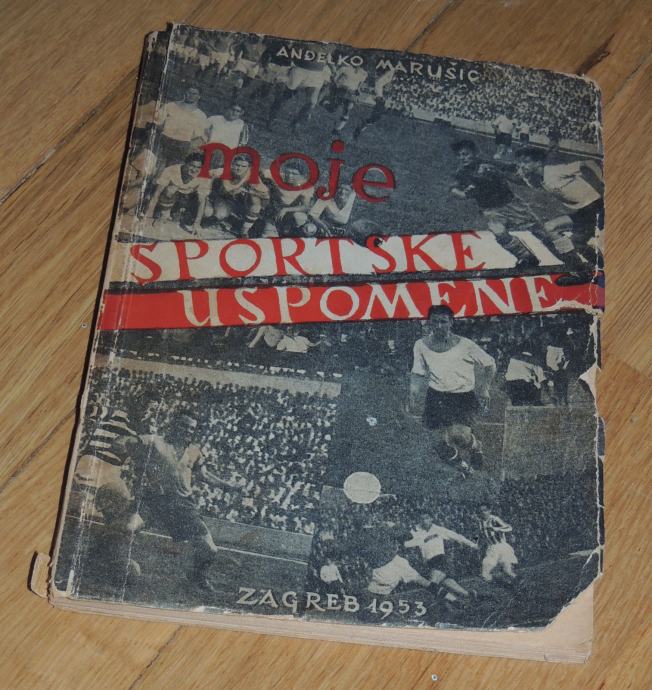 ANĐELKO MARUŠIĆ
moje
SPORTSKE
USPOMENE
ZAGREB 1953